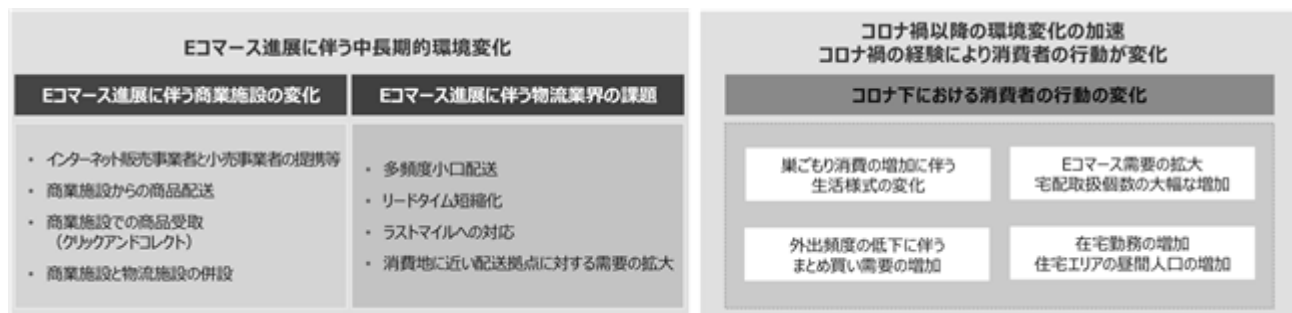 Eコマース進展に伴う中長期的環境変化
Eコマース進展に伴う商業施設の変化
・ インターネット販売事業者と小売事業者の提携等
・ 商業施設からの商品配送
・ 商業施設での商品受取
（クリックアンドコレクト）
・ 商業施設と物流施設の併設
Eコマース進展に伴う物流業界の課題
・ 多頻度小口配送
・ リードタイム短縮化
・ ラストマイルへの対応
・ 消費地に近い配送拠点に対する需要の拡大
コロナ禍以降の環境変化の加速
コロナ禍の経験により消費者の行動が変化
コロナ下における消費者の行動の変化
巣ごもり消費の増加に伴う
生活様式の変化
Eコマース需要の拡大
宅配取扱個数の大幅な増加
外出頻度の低下に伴う
まとめ買い需要の増加
在宅勤務の増加
住宅エリアの昼間人口の増加